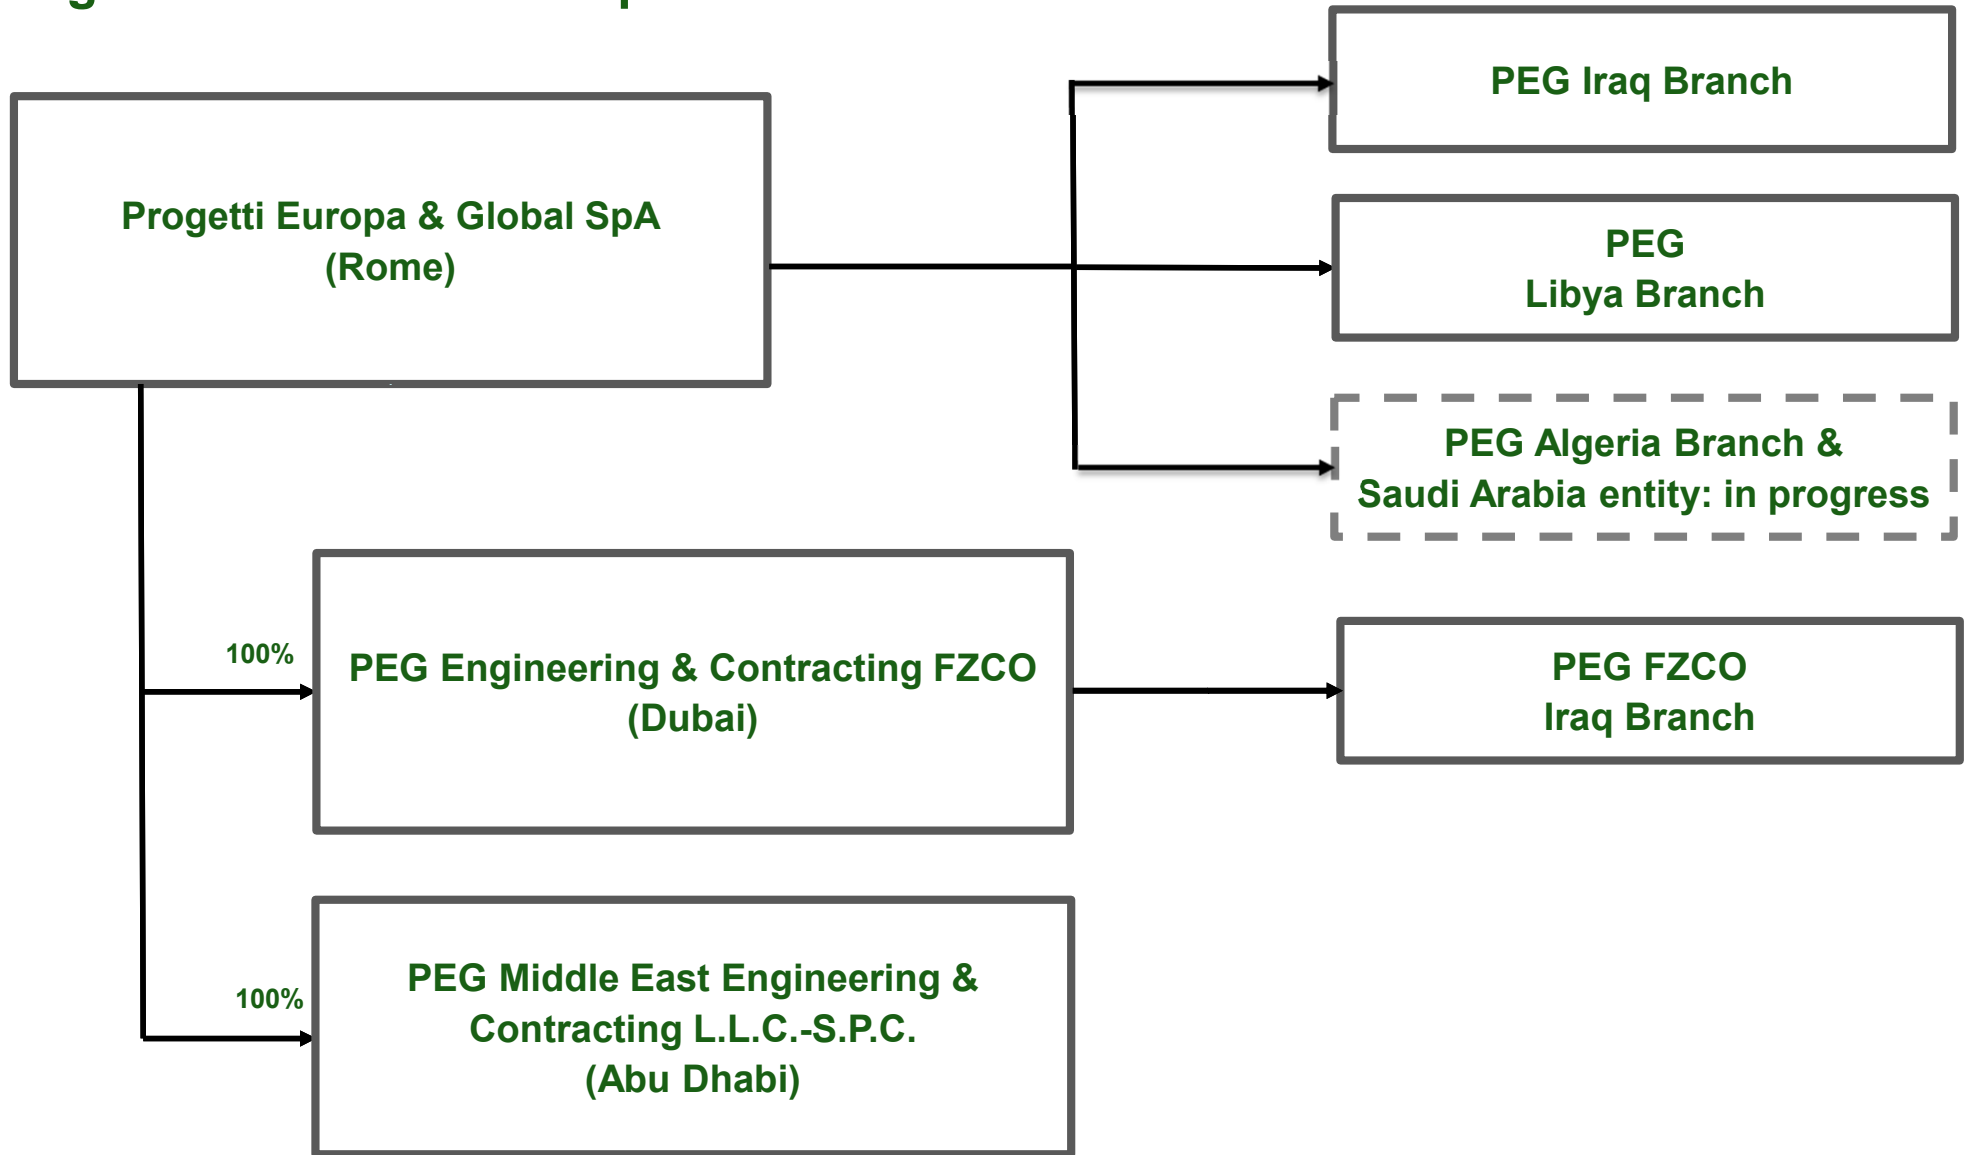 PEG Iraq Branch
Progetti Europa & Global SpA
(Rome)
PEG
Libya Branch
PEG Algeria Branch &
Saudi Arabia entity: in progress
100%
PEG Engineering & Contracting FZCO
(Dubai)
PEG FZCO
Iraq Branch
100%
PEG Middle East Engineering &
Contracting L.L.C.-S.P.C.
(Abu Dhabi)